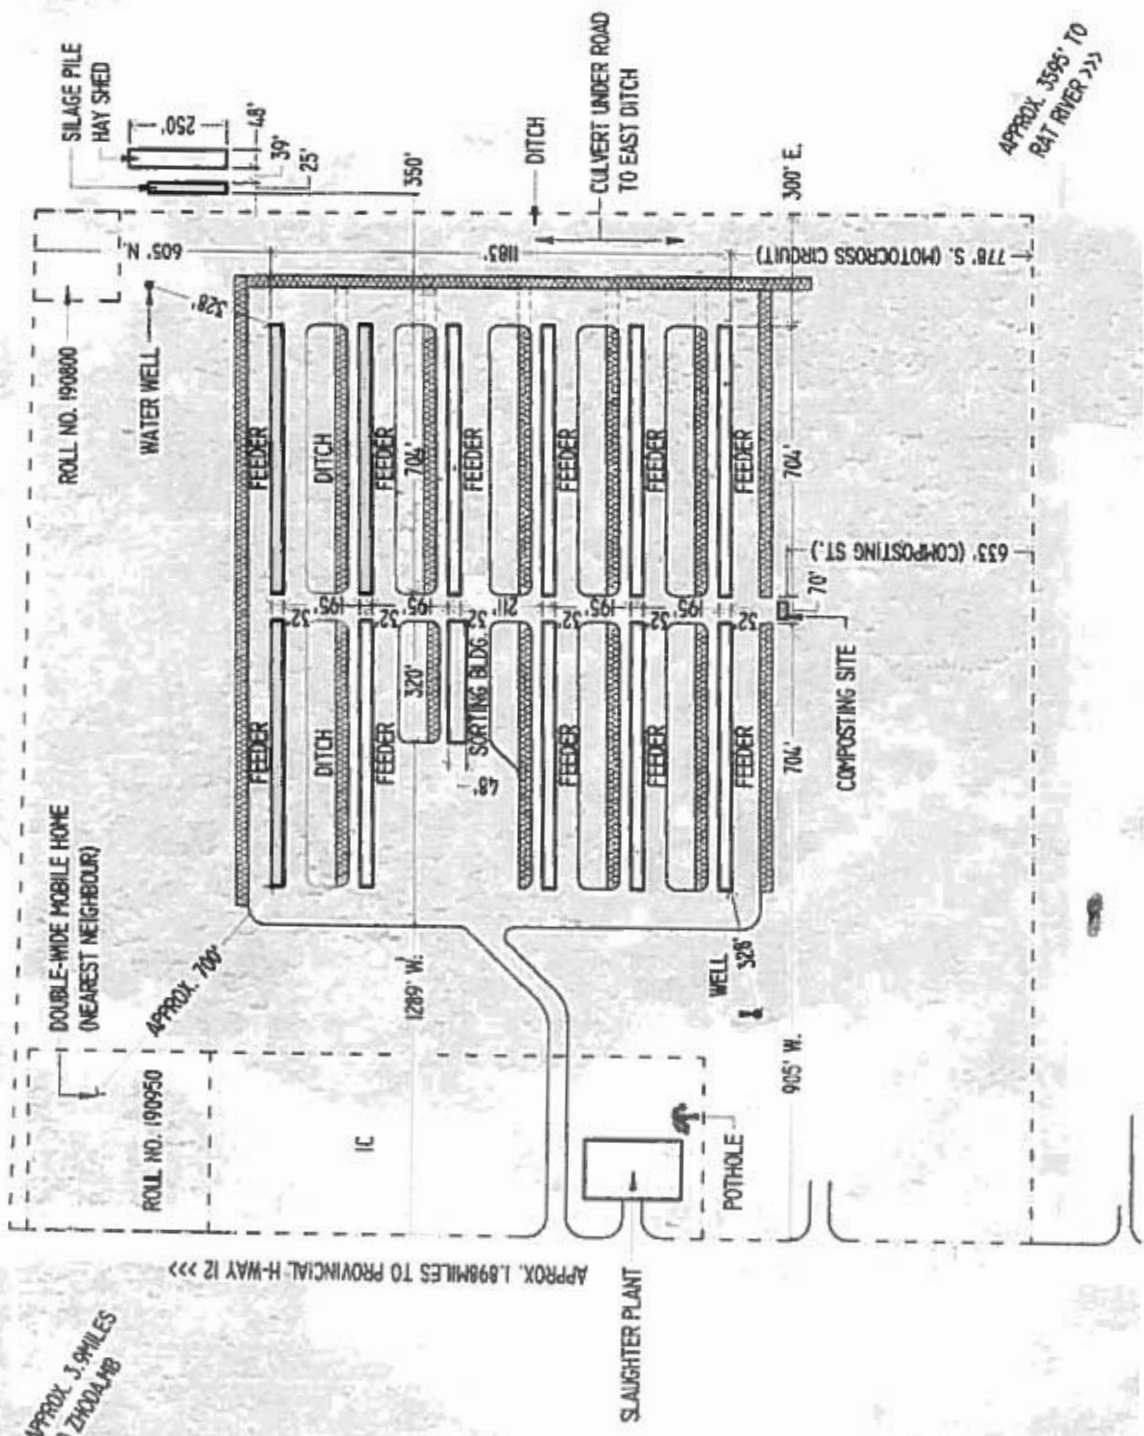 APPROX. 3.9MILES
ZHODA,MB
DOUBLE-WIDE MOBILE HOME
(NEAREST NEIGHBOUR)
ROLL NO. 190950
APPROX. 700'
ROLL NO. 190800
WATER WELL
328'
SILAGE PILE
HAY SHED
250'
48'
39'
25'
350'
605' N.
1183'
778' S. (MOTOCROSS CIRCUIT)
DITCH
CULVERT UNDER ROAD
TO EAST DITCH
300' E.
APPROX. 3595' TO
RAT RIVER >>>
FEEDER
FEEDER
32'
DITCH
DITCH
195'
FEEDER
FEEDER
32'
320'
704'
195'
SORTING BLDG.
48'
FEEDER
32'
211'
FEEDER
FEEDER
32'
195'
FEEDER
FEEDER
32'
195'
FEEDER
FEEDER
32'
1289' W.
IC
WELL
328'
905' W.
704'
704'
70'
633' (COMPOSTING ST.)
COMPOSTING SITE
POTHOLE
SLAUGHTER PLANT
APPROX. 1.898MILES TO PROVINCIAL H-WAY 12 >>>